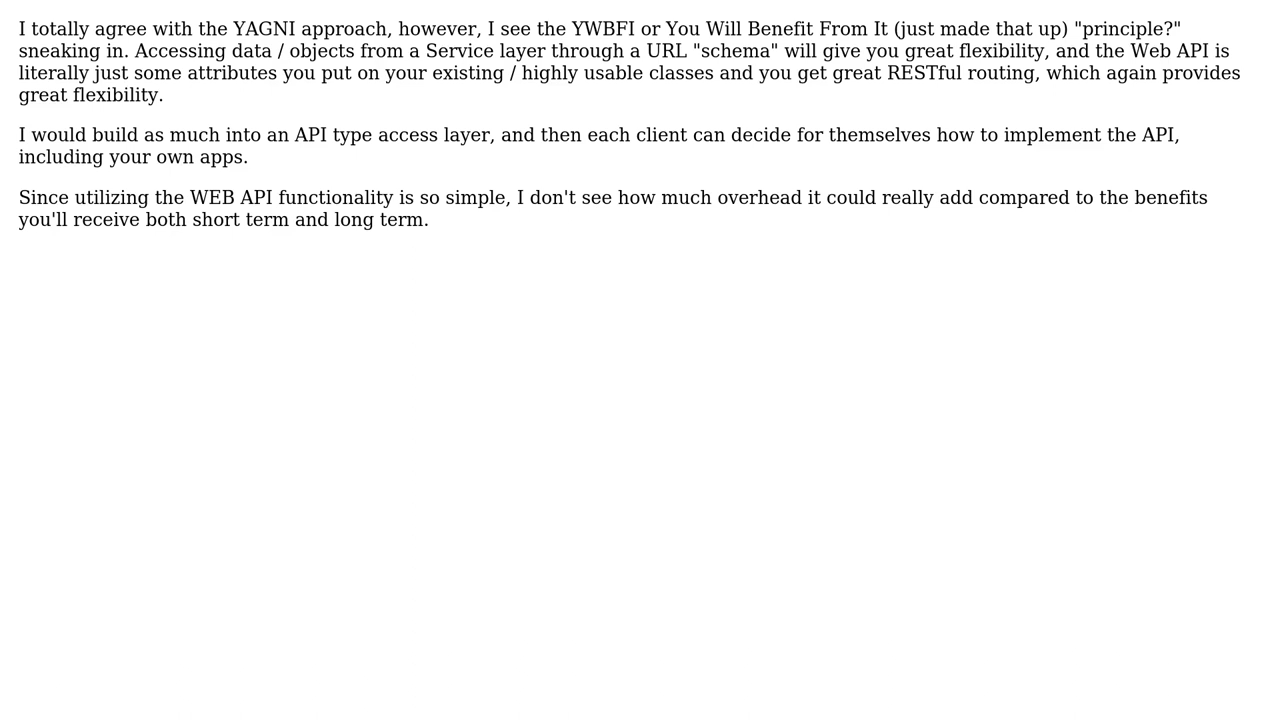 I totally agree with the YAGNI approach, however, I see the YWBFI or You Will Benefit From It (just made that up) "principle?"
sneaking in. Accessing data / objects from a Service layer through a URL "schema" will give you great flexibility, and the Web API is
literally just some attributes you put on your existing / highly usable classes and you get great RESTful routing, which again provides
great flexibility.
I would build as much into an API type access layer, and then each client can decide for themselves how to implement the API,
including your own apps.
Since utilizing the WEB API functionality is so simple, I don't see how much overhead it could really add compared to the benefits
you'll receive both short term and long term.